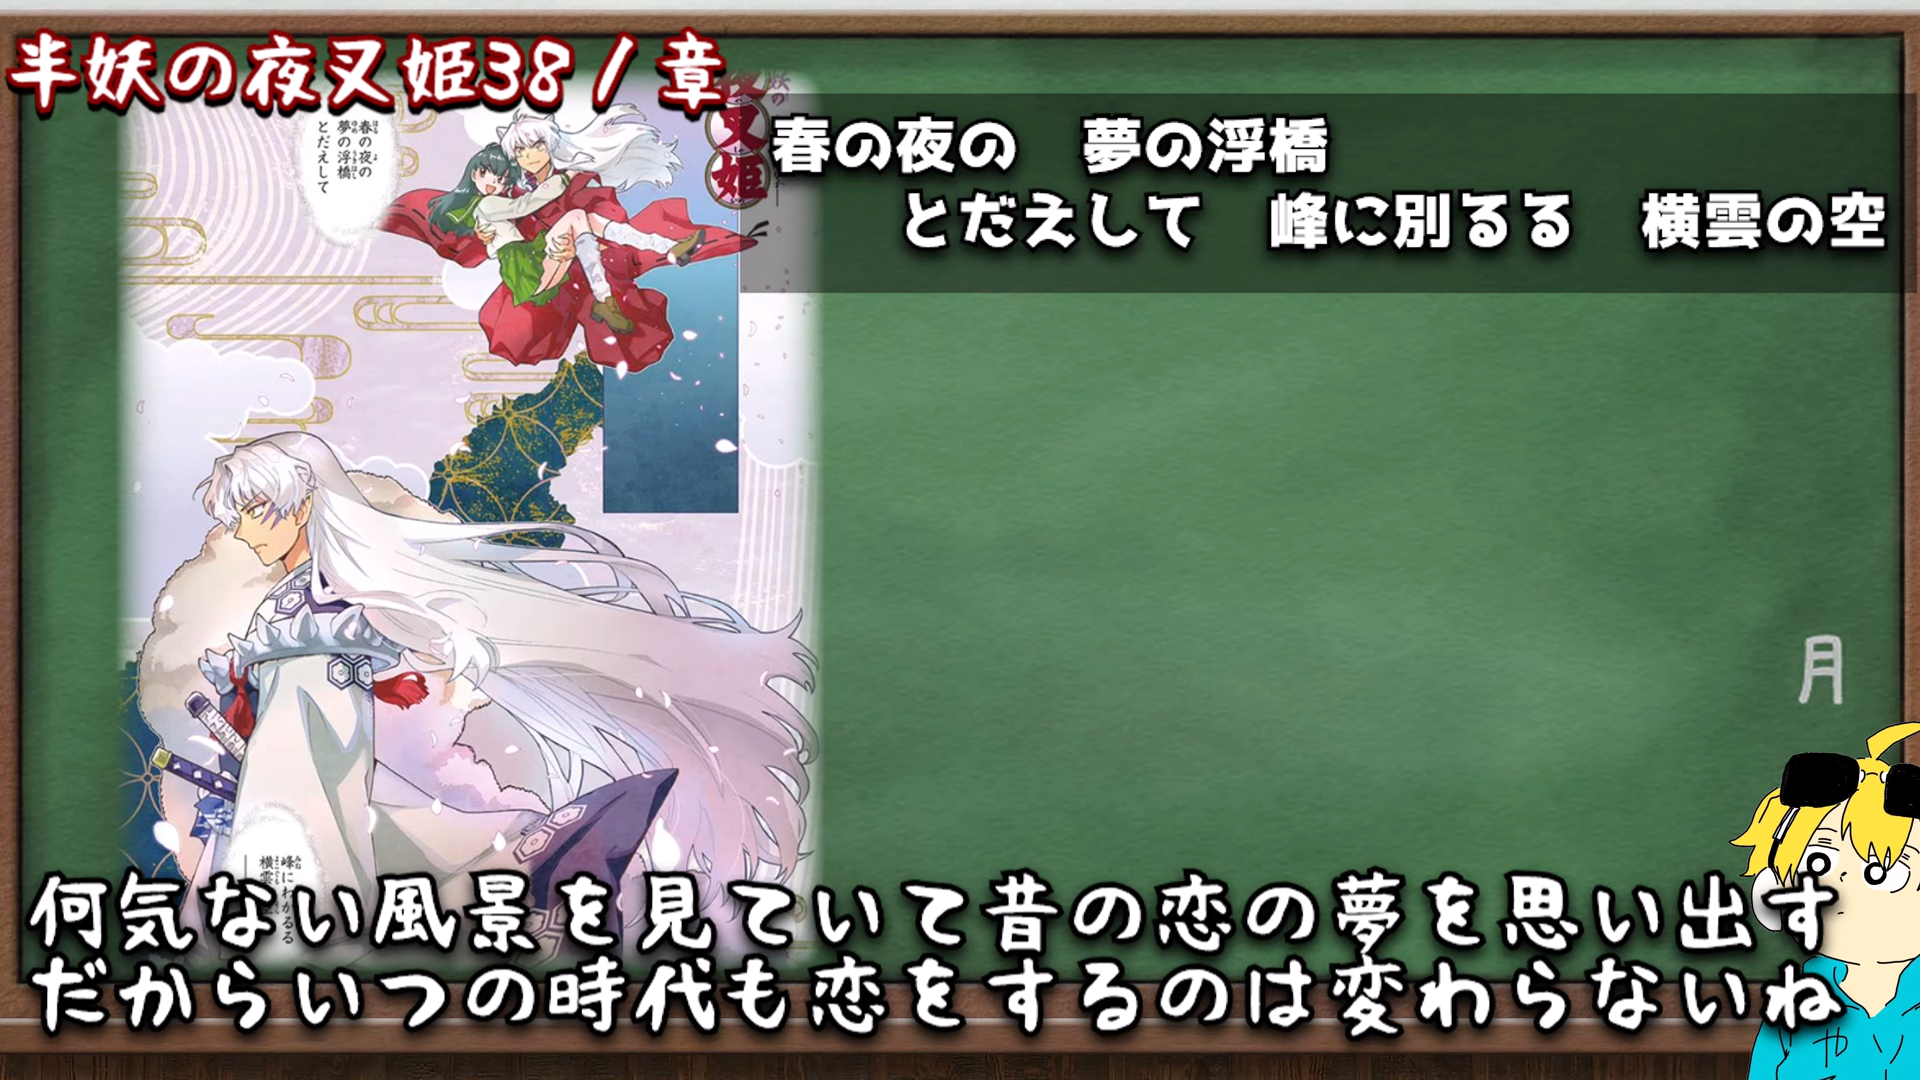 半妖の夜叉姫38/章
春の夜の　夢の浮橋
とだえして　峰に別るる　横雲の空
春の夜の
夢の浮橋
とだえして
叉姫
峰にわかるる
月
何気ない風景を見ていて昔の恋の夢を思い出す
だからいつの時代も恋をするのは変わらないね